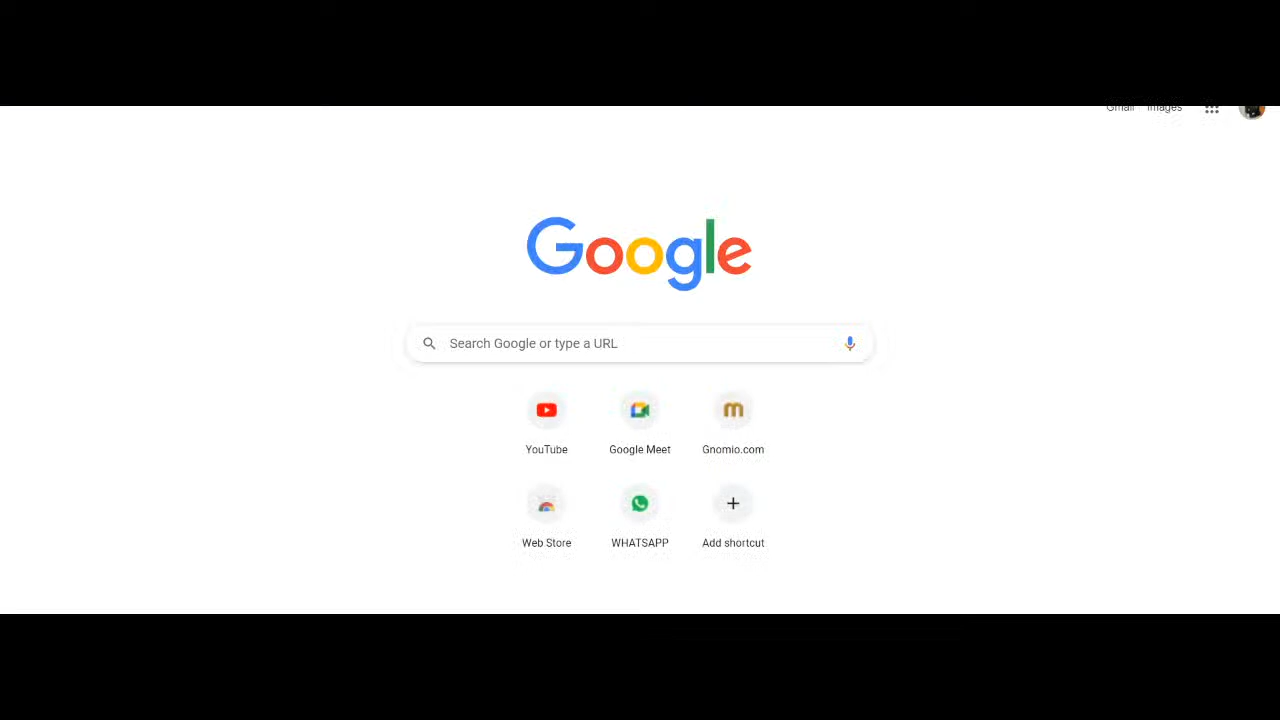 Gmail Images
Google
Search Google or type a URL
YouTube Google Meet Gnomio.com
Web Store WHATSAPP Add shortcut